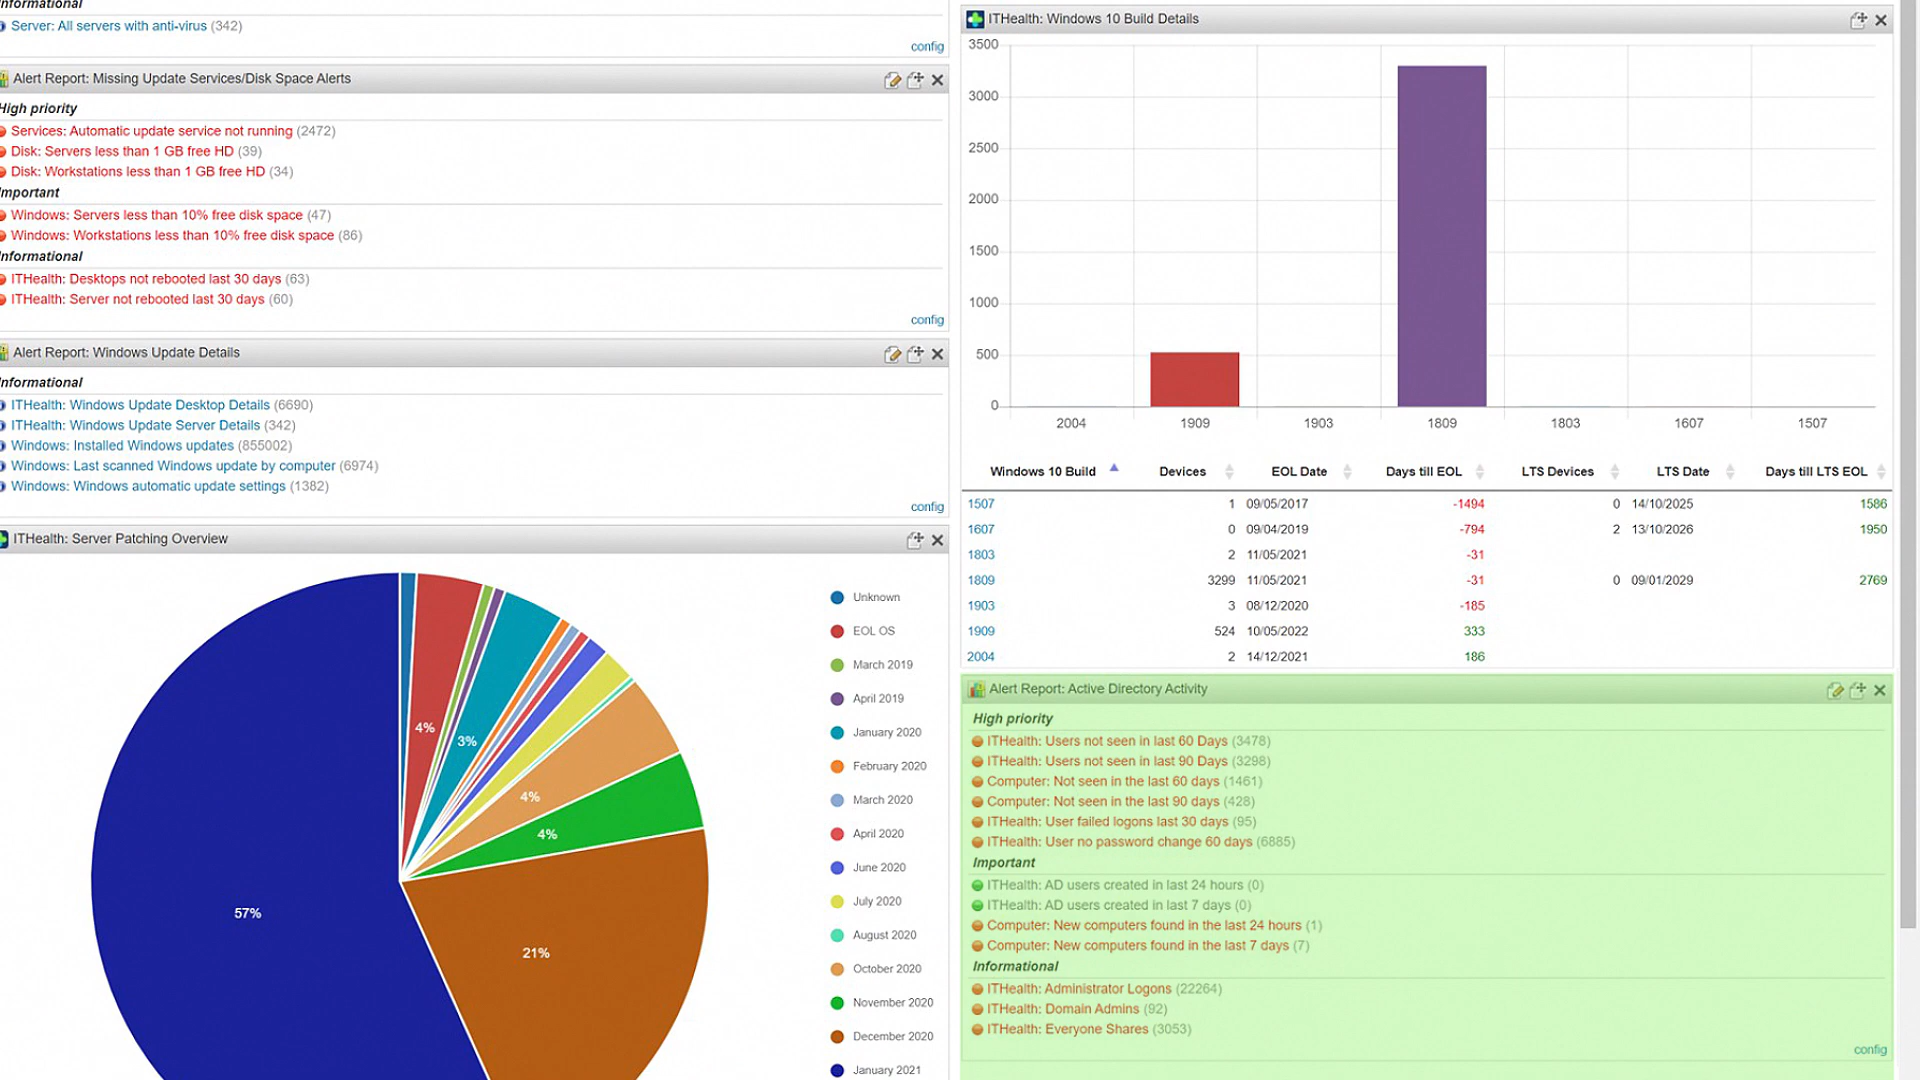 Informational
Server: All servers with anti-virus (342)
config
Alert Report: Missing Update Services/Disk Space Alerts
High priority
Services: Automatic update service not running (2472)
Disk: Servers less than 1 GB free HD (39)
Disk: Workstations less than 1 GB free HD (34)
Important
Windows: Servers less than 10% free disk space (47)
Windows: Workstations less than 10% free disk space (86)
Informational
ITHealth: Desktops not rebooted last 30 days (63)
ITHealth: Server not rebooted last 30 days (60)
config
Alert Report: Windows Update Details
Informational
ITHealth: Windows Update Desktop Details (6690)
ITHealth: Windows Update Server Details (342)
Windows: Installed Windows updates (855002)
Windows: Last scanned Windows update by computer (6974)
Windows: Windows automatic update settings (1382)
config
ITHealth: Server Patching Overview
4%
3%
4%
4%
57%
21%
Unknown
EOL OS
March 2019
April 2019
January 2020
February 2020
March 2020
April 2020
June 2020
July 2020
August 2020
October 2020
November 2020
December 2020
January 2021
ITHealth: Windows 10 Build Details
3500
3000
2500
2000
1500
1000
500
0
2004 1909 1903 1809 1803 1607 1507
Windows 10 Build Devices EOL Date Days till EOL LTS Devices LTS Date Days till LTS EOL
1507 1 09/05/2017 -1494 0 14/10/2025 1586
1607 0 09/04/2019 -794 2 13/10/2026 1950
1803 2 11/05/2021 -31
1809 3299 11/05/2021 -31 0 09/01/2029 2769
1903 3 08/12/2020 -185
1909 524 10/05/2022 333
2004 2 14/12/2021 186
Alert Report: Active Directory Activity
High priority
ITHealth: Users not seen in last 60 Days (3478)
ITHealth: Users not seen in last 90 Days (3298)
Computer: Not seen in the last 60 days (1461)
Computer: Not seen in the last 90 days (428)
ITHealth: User failed logons last 30 days (95)
ITHealth: User no password change 60 days (6885)
Important
ITHealth: AD users created in last 24 hours (0)
ITHealth: AD users created in last 7 days (0)
Computer: New computers found in the last 24 hours (1)
Computer: New computers found in the last 7 days (7)
Informational
ITHealth: Administrator Logons (22264)
ITHealth: Domain Admins (92)
ITHealth: Everyone Shares (3053)
config